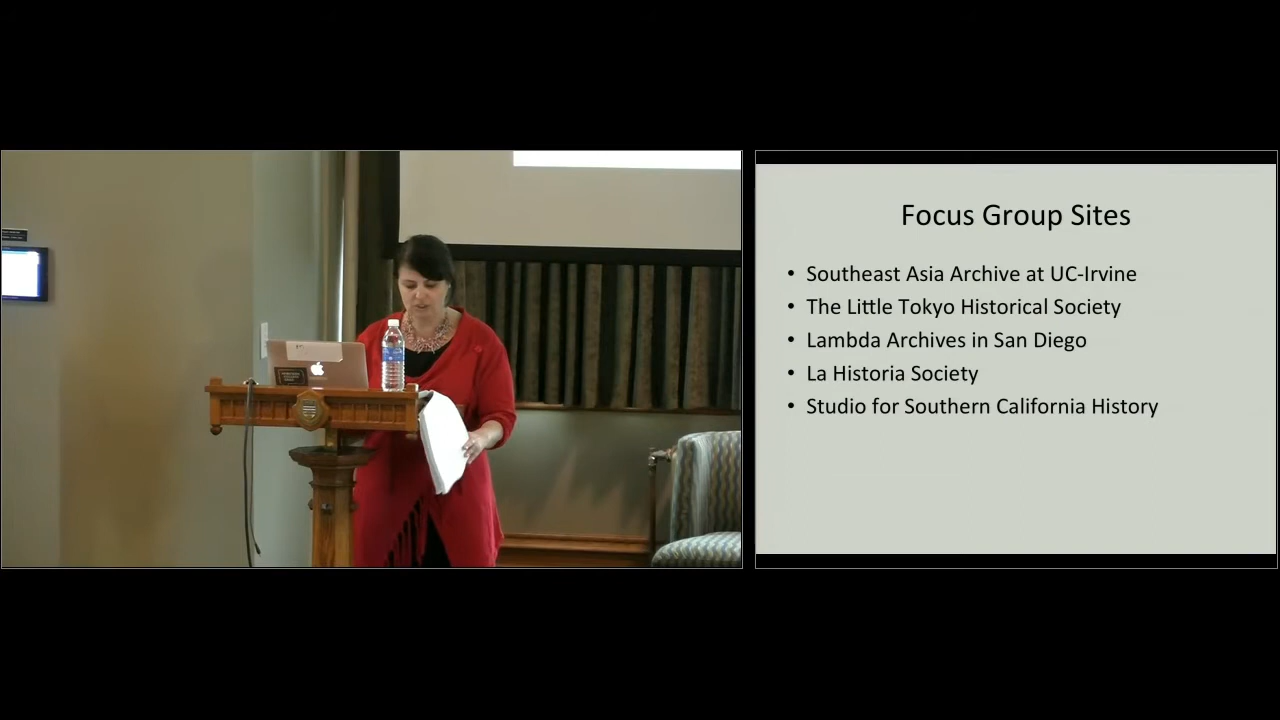 Focus Group Sites
• Southeast Asia Archive at UC-Irvine
• The Little Tokyo Historical Society
• Lambda Archives in San Diego
• La Historia Society
• Studio for Southern California History